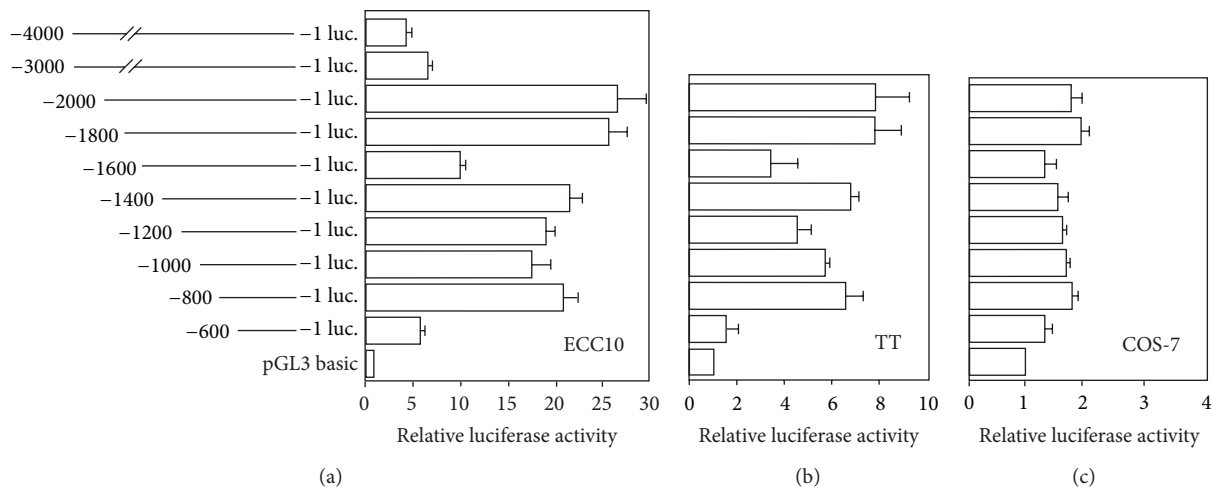 −4000 −1 luc.
−3000 −1 luc.
−2000 −1 luc.
−1800 −1 luc.
−1600 −1 luc.
−1400 −1 luc.
−1200 −1 luc.
−1000 −1 luc.
−800 −1 luc.
−600 −1 luc.
pGL3 basic
ECC10
0 5 10 15 20 25 30
Relative luciferase activity
(a)
TT
0 2 4 6 8 10
Relative luciferase activity
(b)
COS-7
0 1 2 3 4
Relative luciferase activity
(c)